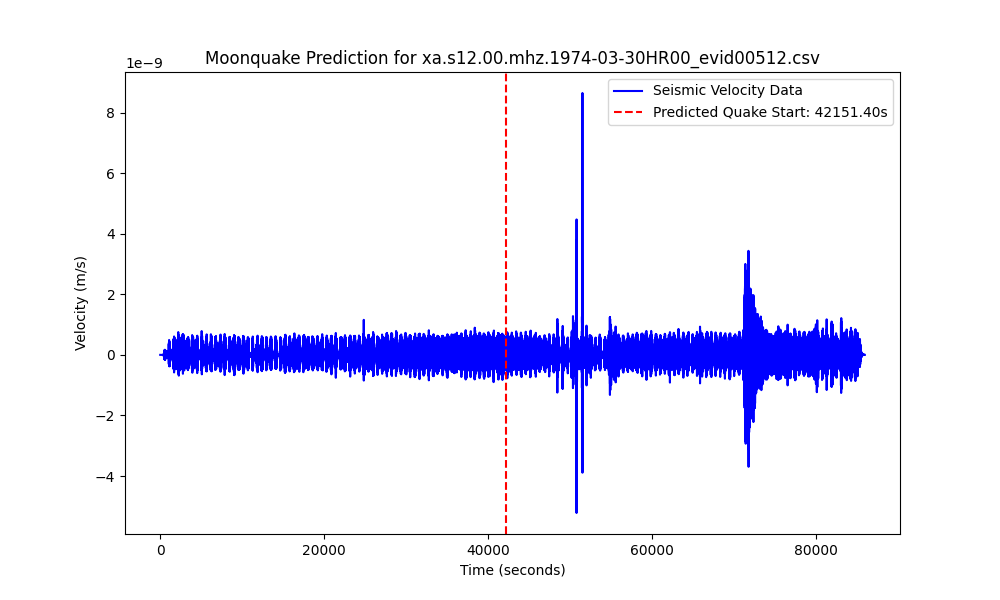 Moonquake Prediction for xa.s12.00.mhz.1974-03-30HR00_evid00512.csv
1e−9
Seismic Velocity Data
Predicted Quake Start: 42151.40s
8
6
4
2
0
−2
−4
Velocity (m/s)
0 20000 40000 60000 80000
Time (seconds)